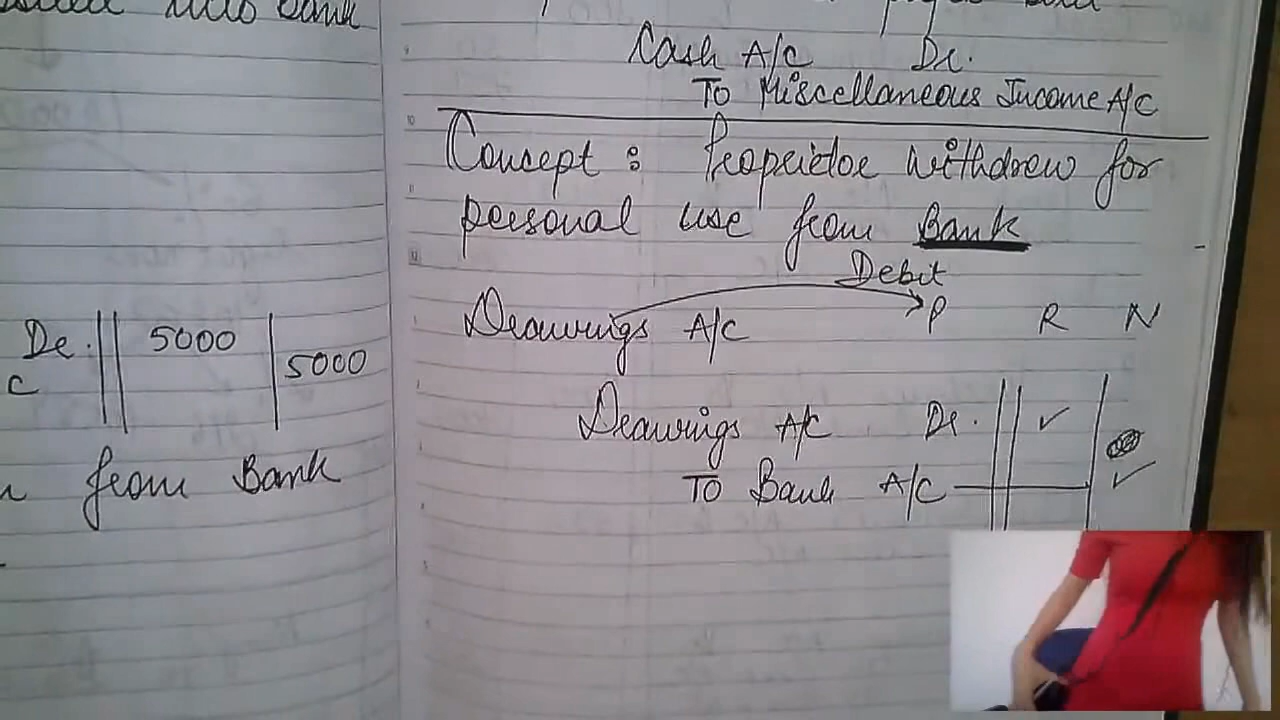 into Bank
Cash A/C Dr.
To Miscellaneous Income A/C
Concept : Proprietor withdrew for
personal use from Bank
Debit
Drawings A/C P R N
Dr. 5000
C 5000
Drawings A/C Dr.
To Bank A/C
from Bank